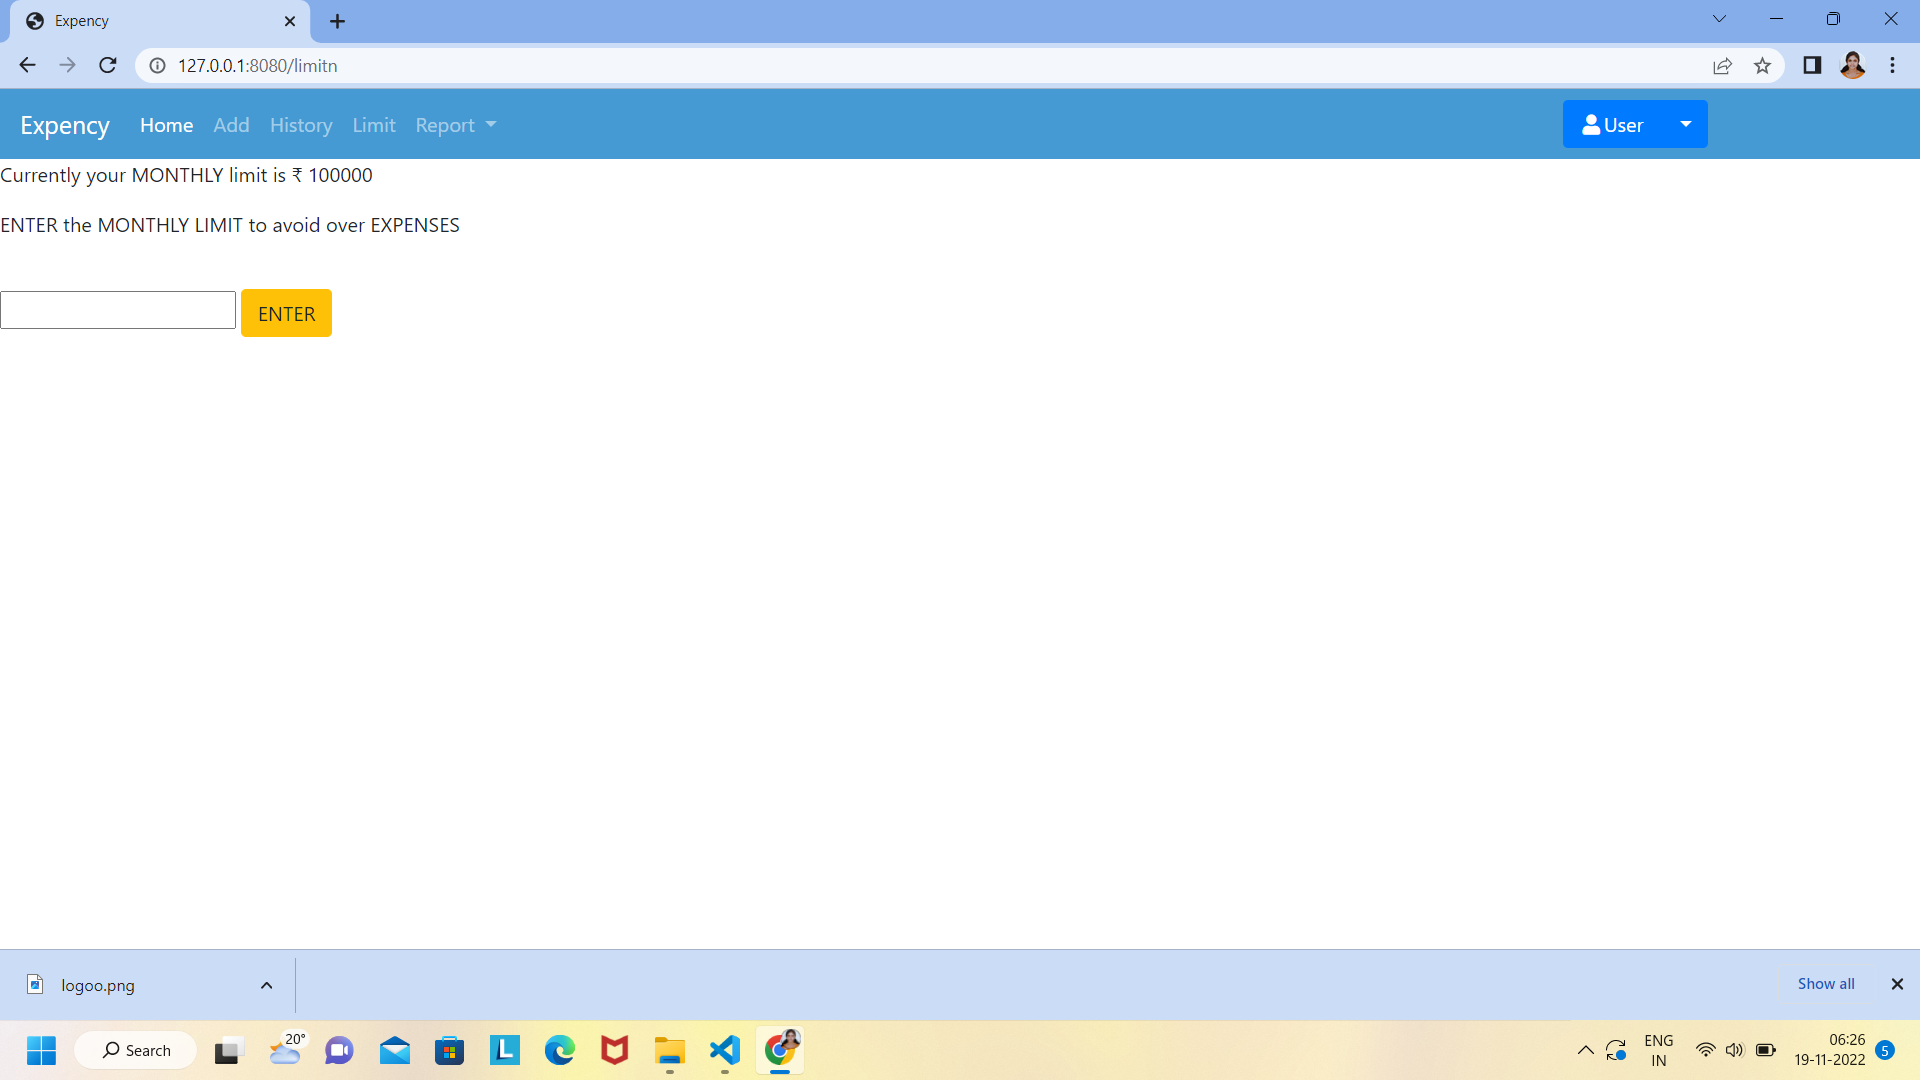 Expency
127.0.0.1:8080/limitn
Expency Home Add History Limit Report User
Currently your MONTHLY limit is ₹ 100000
ENTER the MONTHLY LIMIT to avoid over EXPENSES
ENTER
logoo.png Show all
Search 20° L ENG IN 06:26 19-11-2022 5